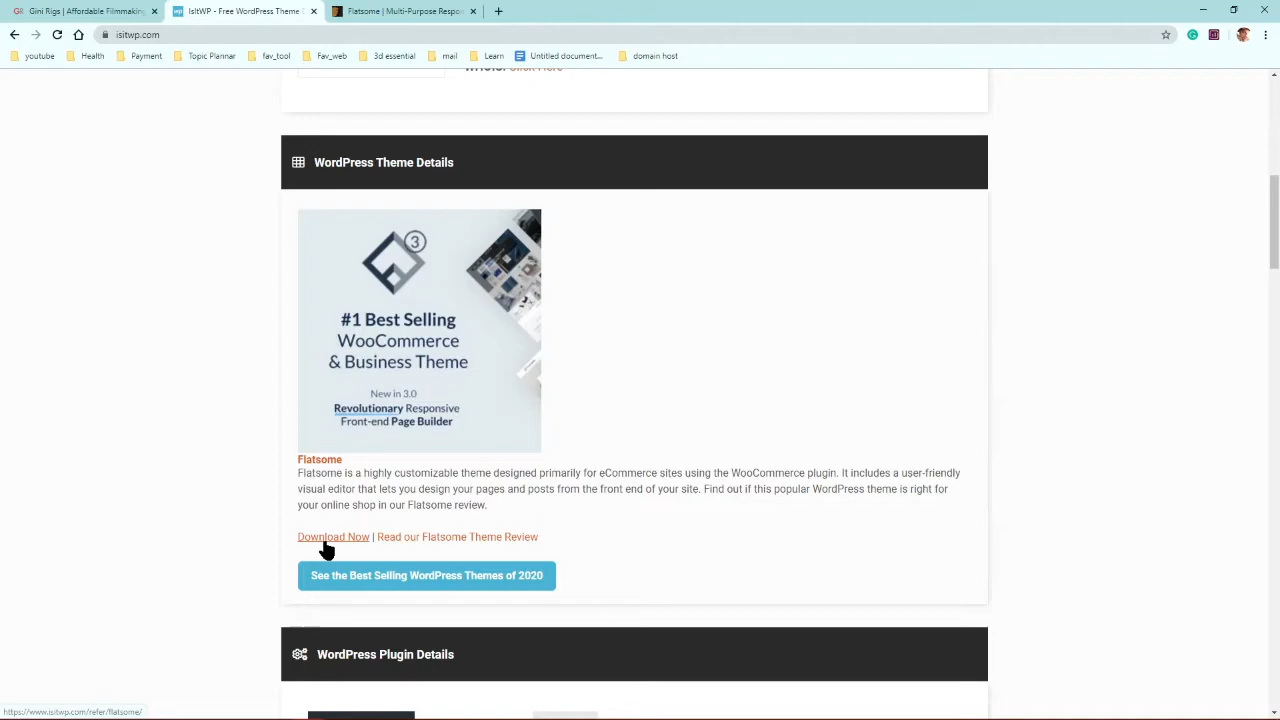 Gini Rigs | Affordable Filmmaking
IsItWP - Free WordPress Theme
Flatsome | Multi-Purpose Respon
isitwp.com
youtube
Health
Payment
Topic Plannar
fav_tool
Fav_web
3d essential
mail
Learn
Untitled document...
domain host
Click Here
WordPress Theme Details
3
#1 Best Selling
WooCommerce
& Business Theme
New in 3.0
Revolutionary Responsive
Front-end Page Builder
Flatsome
Flatsome is a highly customizable theme designed primarily for eCommerce sites using the WooCommerce plugin. It includes a user-friendly
visual editor that lets you design your pages and posts from the front end of your site. Find out if this popular WordPress theme is right for
your online shop in our Flatsome review.
Download Now | Read our Flatsome Theme Review
See the Best Selling WordPress Themes of 2020
WordPress Plugin Details
https://www.isitwp.com/refer/flatsome/